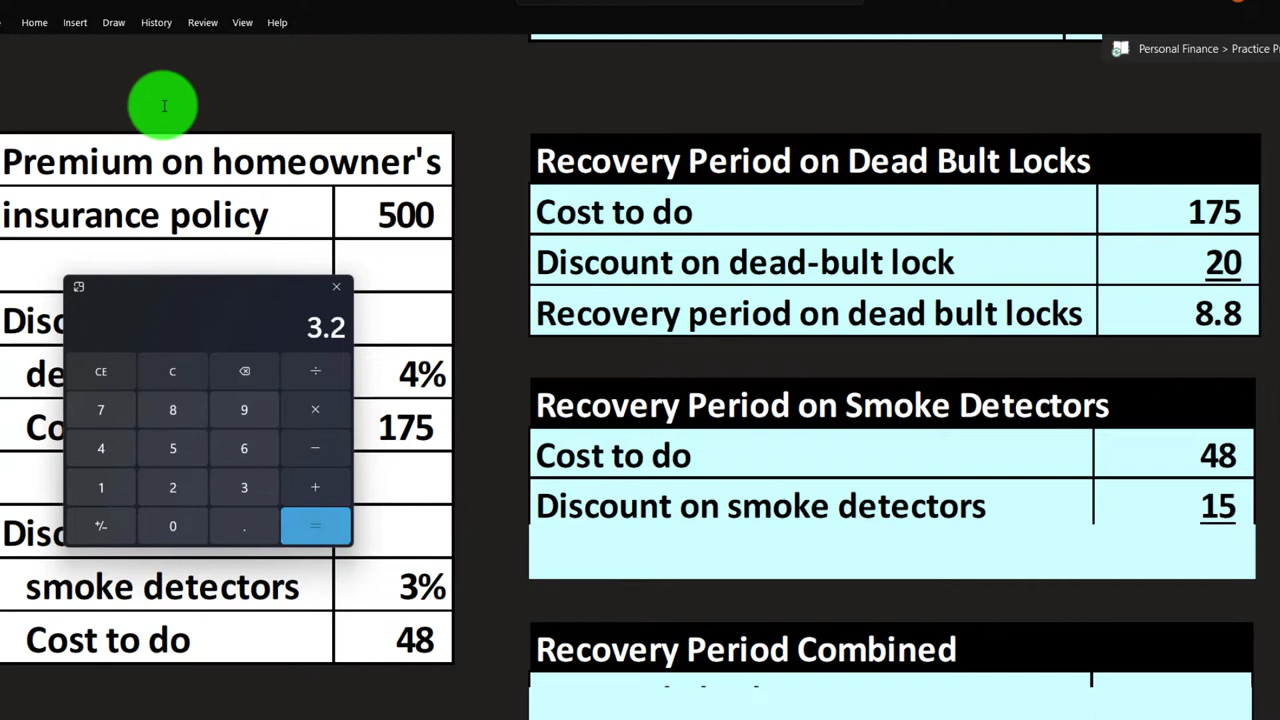 Home Insert Draw History Review View Help
Personal Finance > Practice
Premium on homeowner's
insurance policy 500
4%
175
smoke detectors 3%
Cost to do 48
3.2
CE C ÷
7 8 9 ×
4 5 6 −
1 2 3 +
+/- 0 . =
Recovery Period on Dead Bult Locks
Cost to do 175
Discount on dead-bult lock 20
Recovery period on dead bult locks 8.8
Recovery Period on Smoke Detectors
Cost to do 48
Discount on smoke detectors 15
Recovery Period Combined